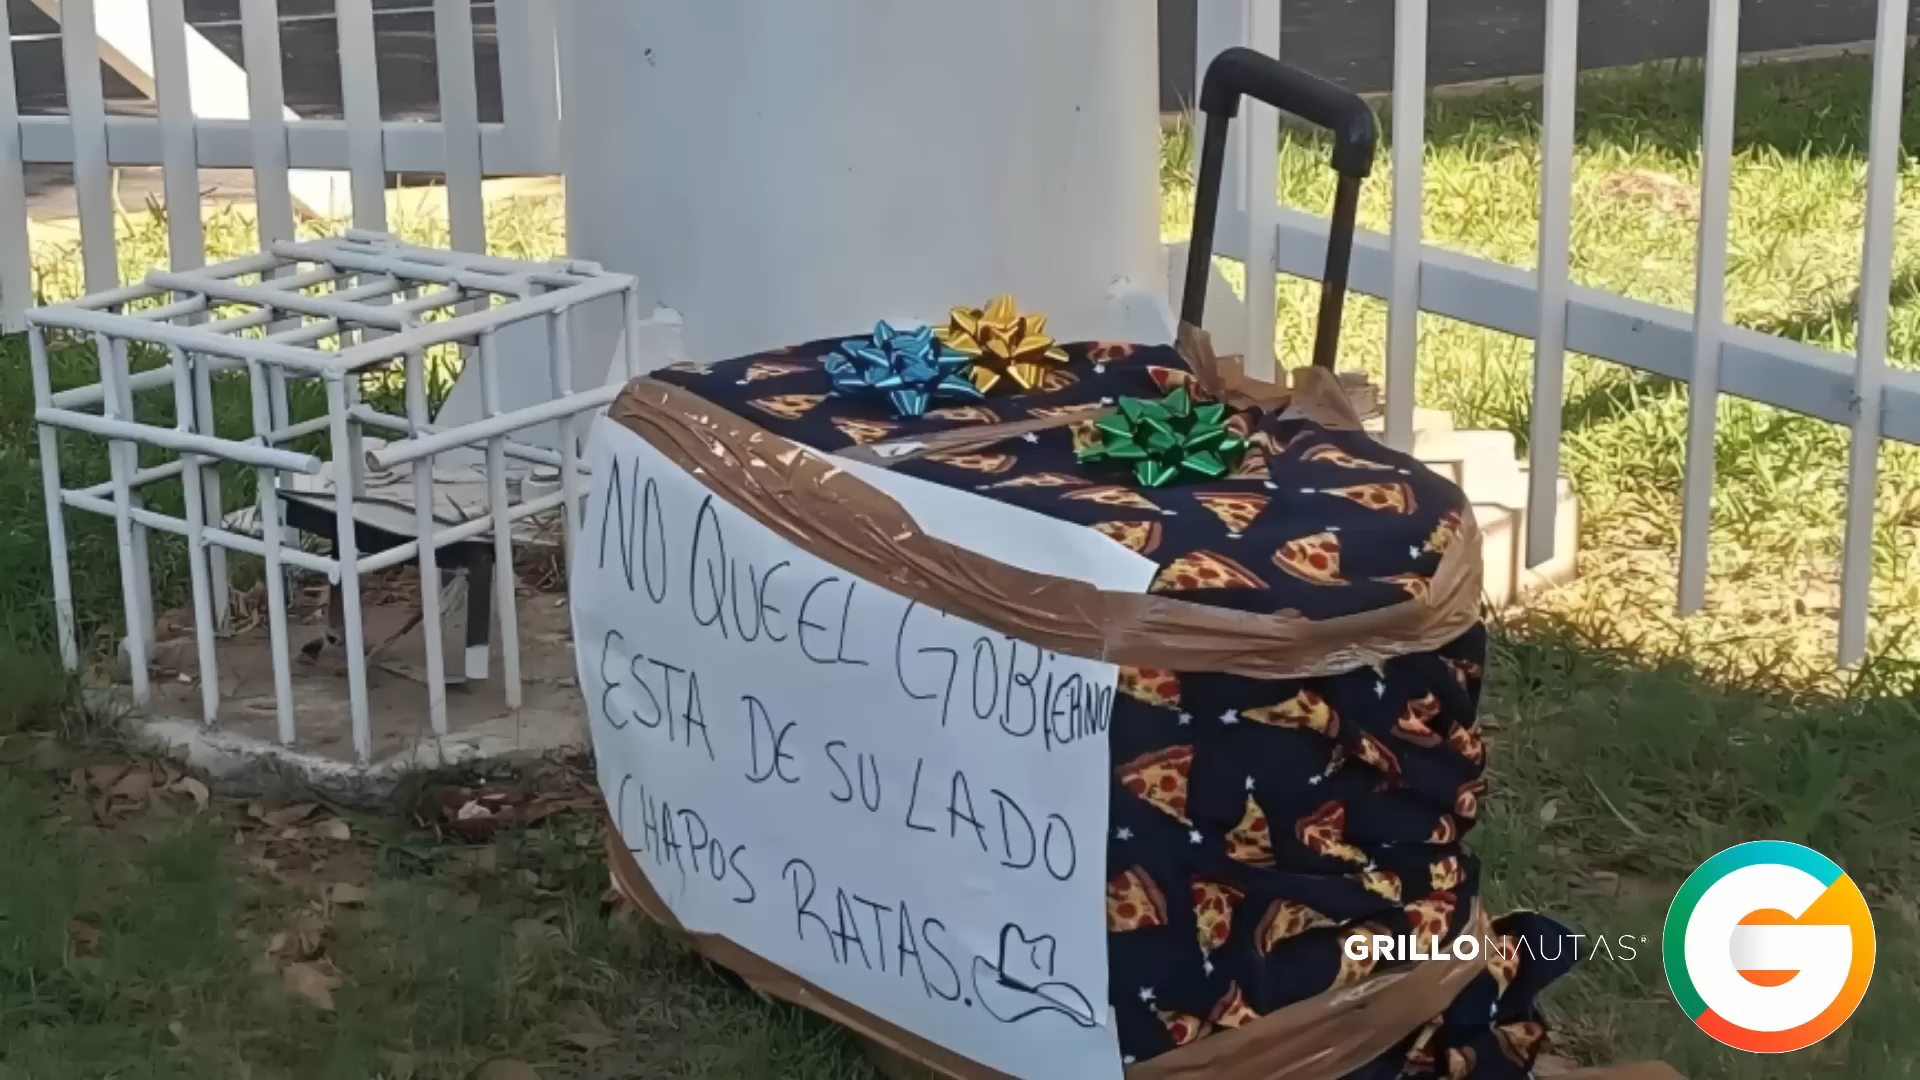 NO QUE EL GOBIERNO
ESTA DE SU LADO
CHAPOS RATAS.
GRILLONAUTAS®